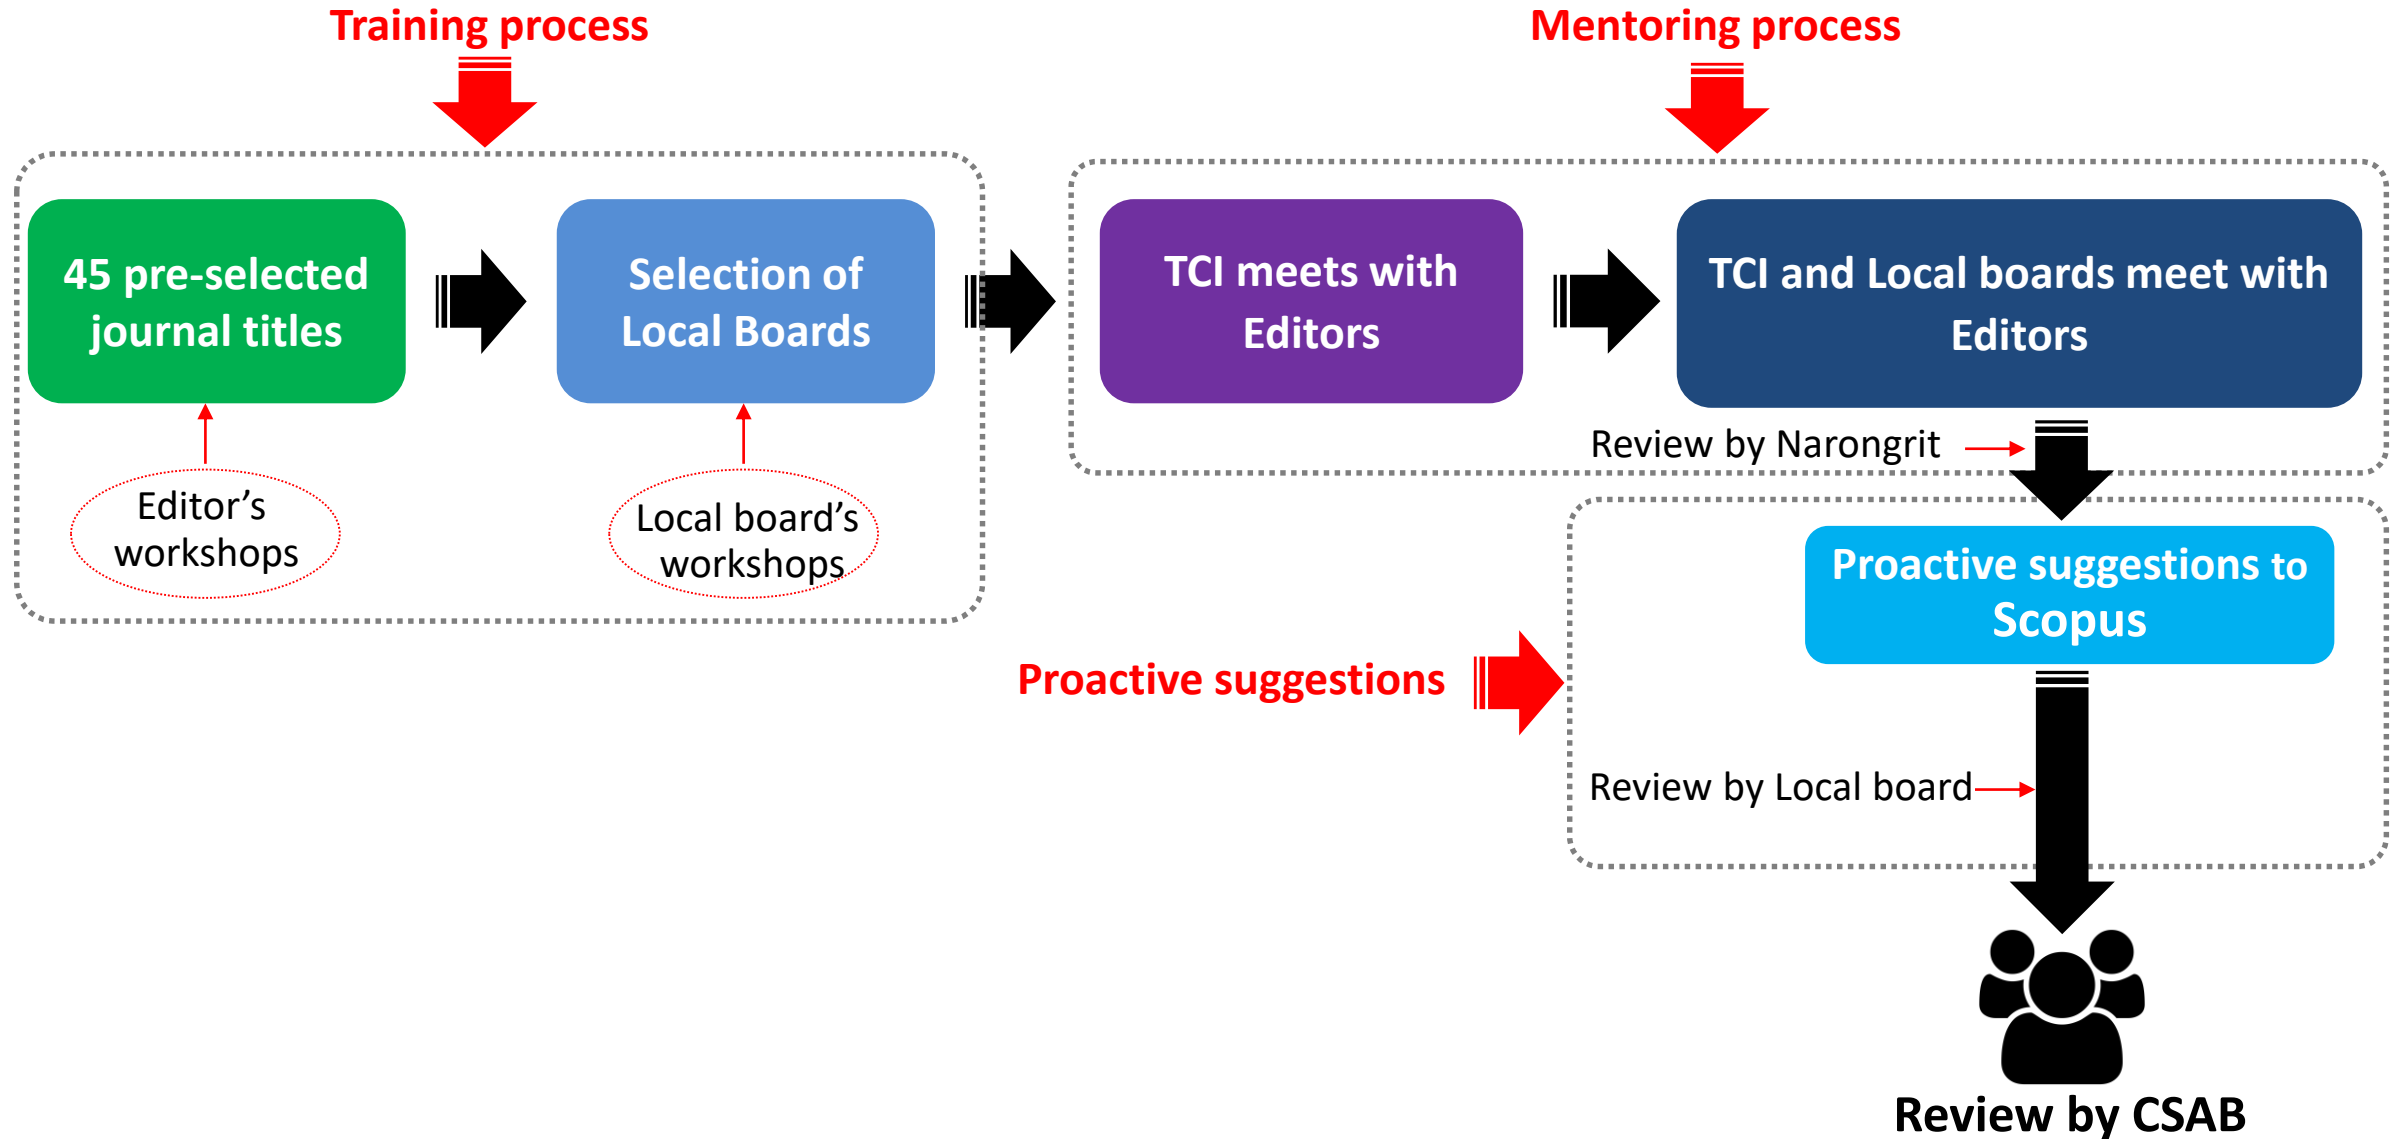 Training process
Mentoring process
45 pre-selected
journal titles
Selection of
Local Boards
TCI meets with
Editors
TCI and Local boards meet with
Editors
Review by Narongrit
Editor’s
workshops
Local board’s
workshops
Proactive suggestions to
Scopus
Proactive suggestions
Review by Local board
Review by CSAB